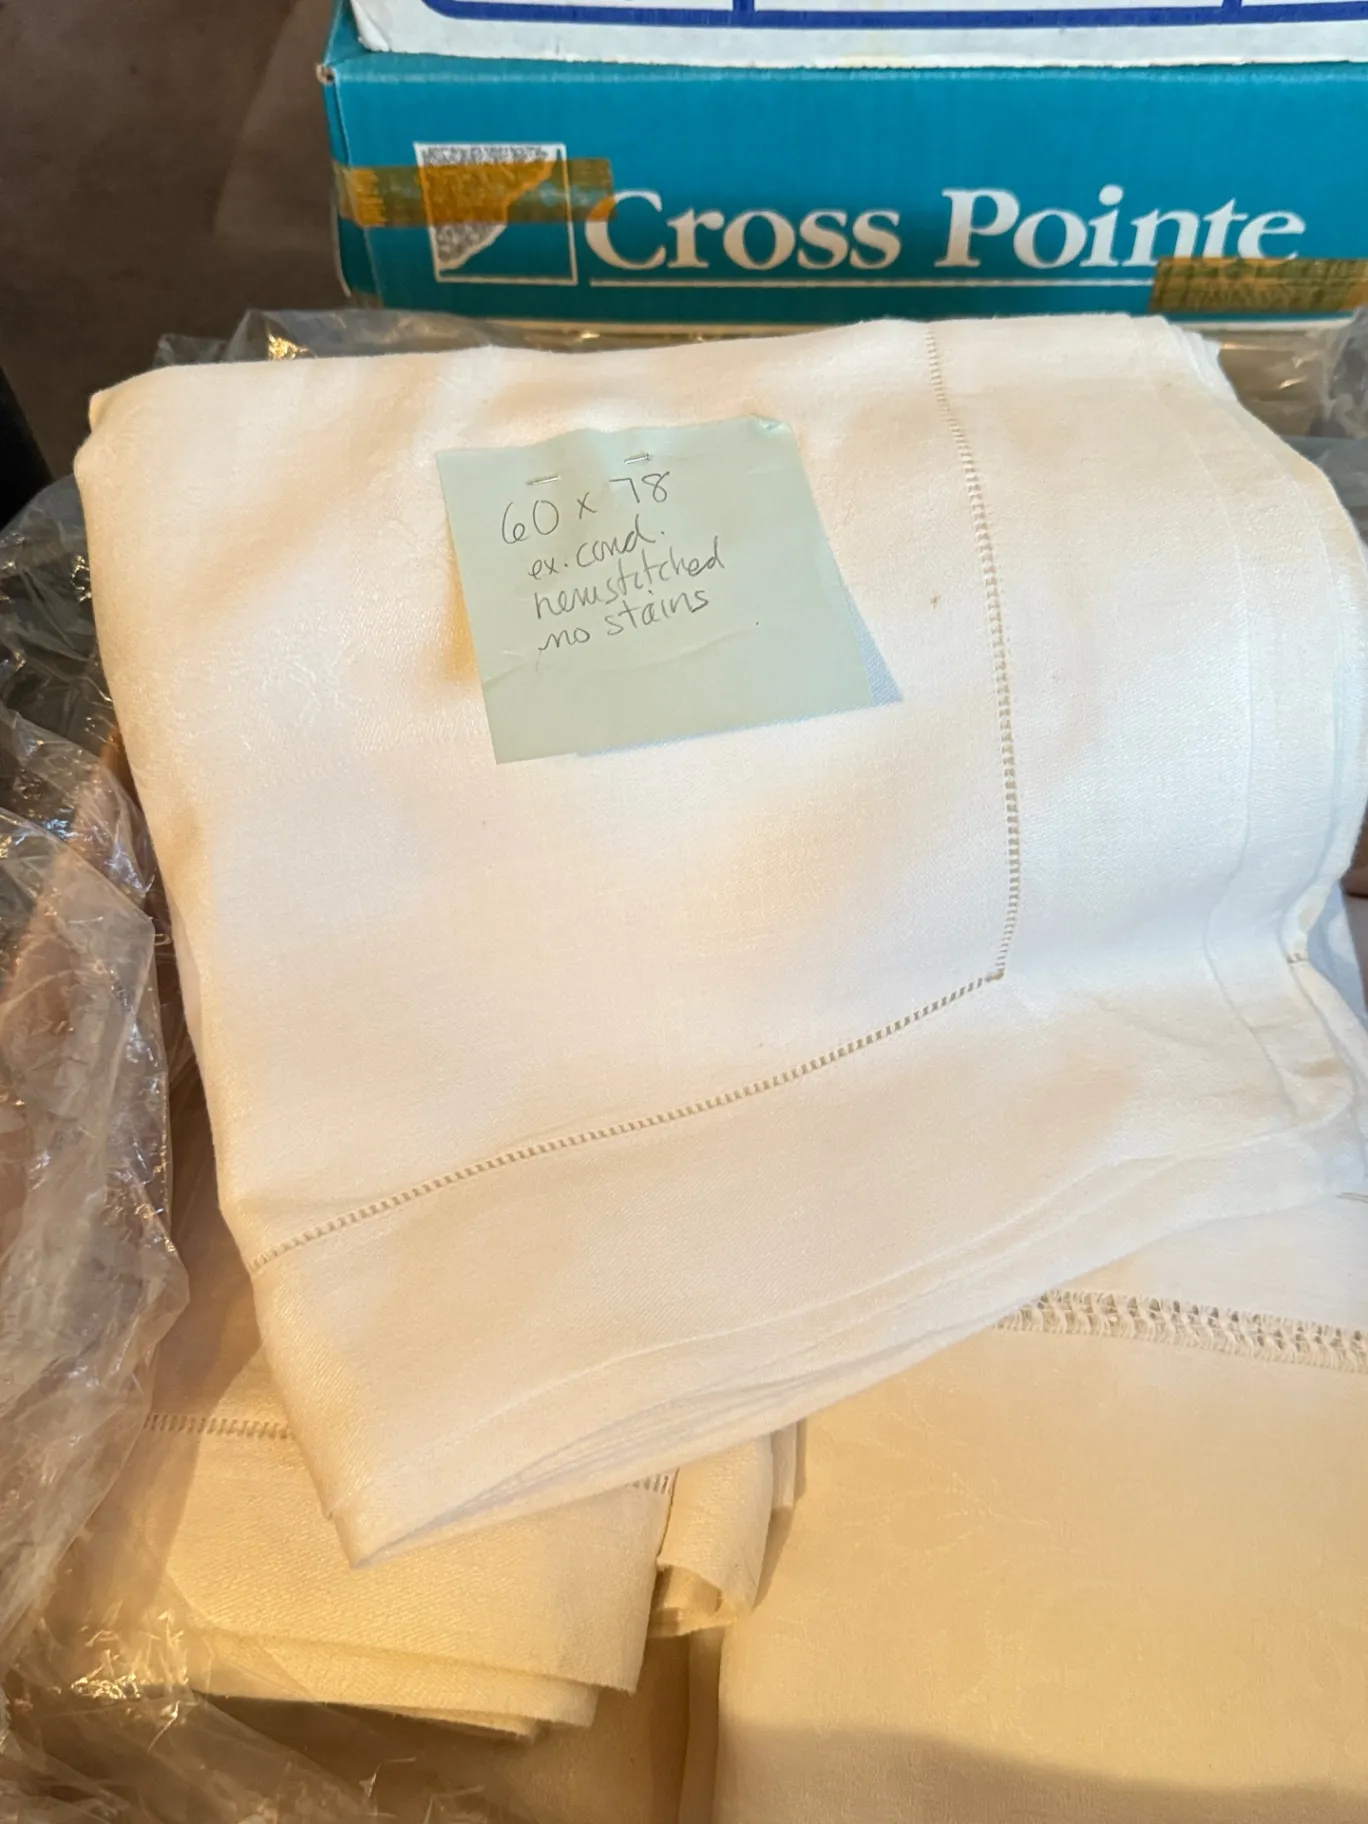 Cross Pointe
60 x 78
ex. cond.
hemstitched
no stains